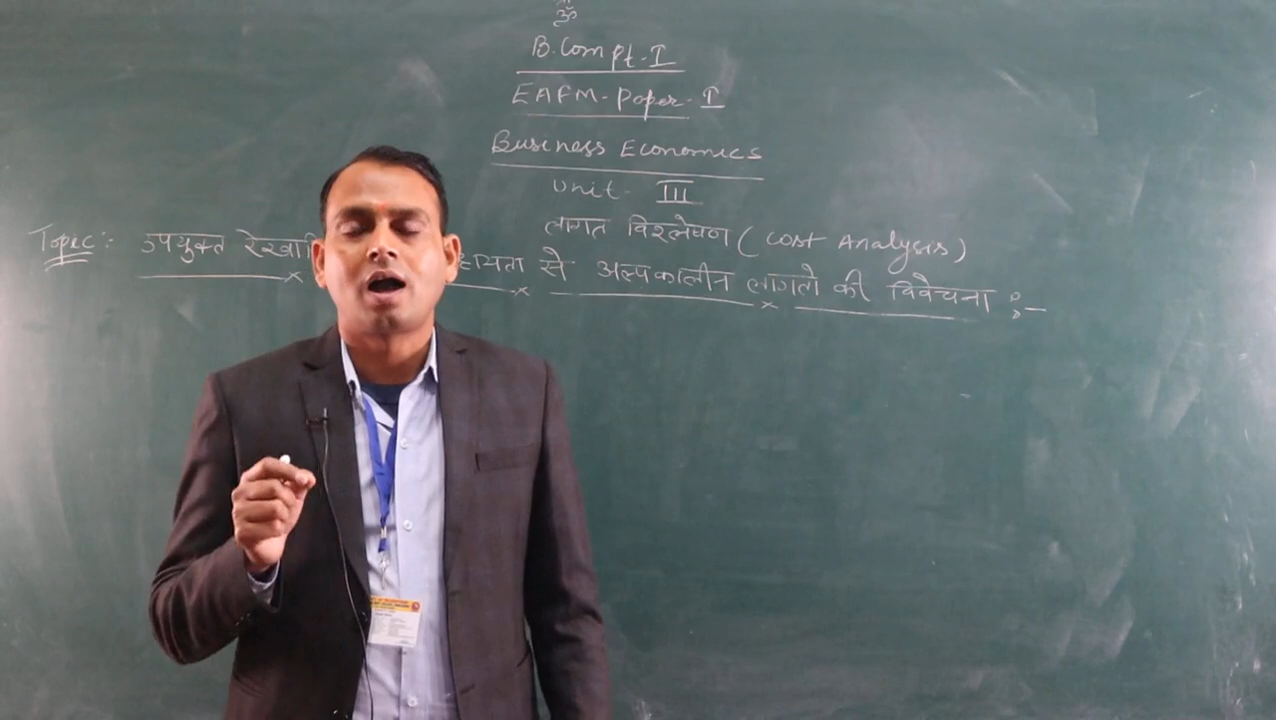 ॐ
B.Com pt-I
EAFM-Paper-I
Business Economics
Unit- III
लागत विश्लेषण (Cost Analysis)
Topic:- उपयुक्त से अल्पकालीन लागतो की विवेचना :-